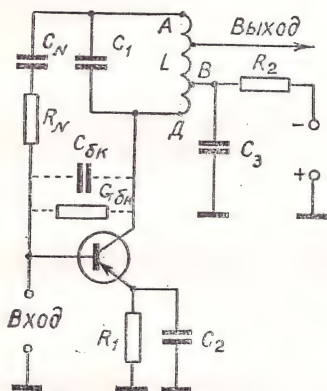 A
Выход
C_N
C_1
L
B
R_2
R_N
Д
C_3
−
+
C_бк
G_бк
Вход
R_1
C_2